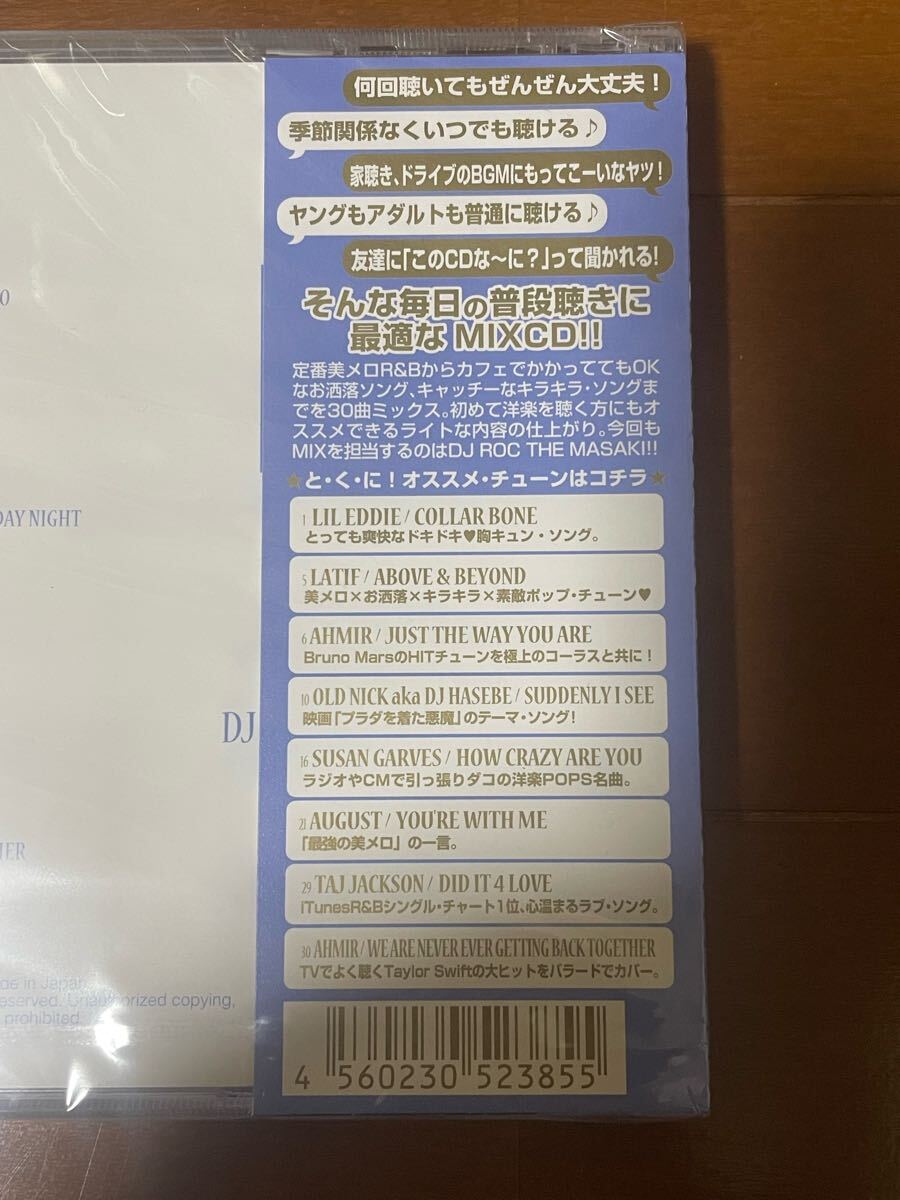 何回聴いてもぜんぜん大丈夫！
季節関係なくいつでも聴ける♪
家聴き、ドライブのBGMにもってこーいなヤツ！
ヤングもアダルトも普通に聴ける♪
友達に「このCDな〜に？」って聞かれる！
そんな毎日の普段聴きに
最適な MIXCD!!
定番美メロR&BからカフェでかかっててもOK
なお洒落ソング、キャッチーなキラキラ・ソングま
でを30曲ミックス。初めて洋楽を聴く方にもオ
ススメできるライトな内容の仕上がり。今回も
MIXを担当するのはDJ ROC THE MASAKI!!
★と・く・に！オススメ・チューンはコチラ★
1 LIL EDDIE / COLLAR BONE
とっても爽快なドキドキ♥胸キュン・ソング。
5 LATIF / ABOVE & BEYOND
美メロ×お洒落×キラキラ×素敵ポップ・チューン♥
6 AHMIR / JUST THE WAY YOU ARE
Bruno MarsのHITチューンを極上のコーラスと共に！
10 OLD NICK aka DJ HASEBE / SUDDENLY I SEE
映画「プラダを着た悪魔」のテーマ・ソング！
16 SUSAN GARVES / HOW CRAZY ARE YOU
ラジオやCMで引っ張りダコの洋楽POPS名曲。
21 AUGUST / YOU'RE WITH ME
「最強の美メロ」の一言。
29 TAJ JACKSON / DID IT 4 LOVE
iTunesR&Bシングル・チャート1位、心温まるラブ・ソング。
30 AHMIR / WE ARE NEVER EVER GETTING BACK TOGETHER
TVでよく聴くTaylor Swiftの大ヒットをバラードでカバー。
4 560230 523855
O
DAY NIGHT
DJ
HER
de in Japan.
eserved. Unauthorized copying,
prohibited.